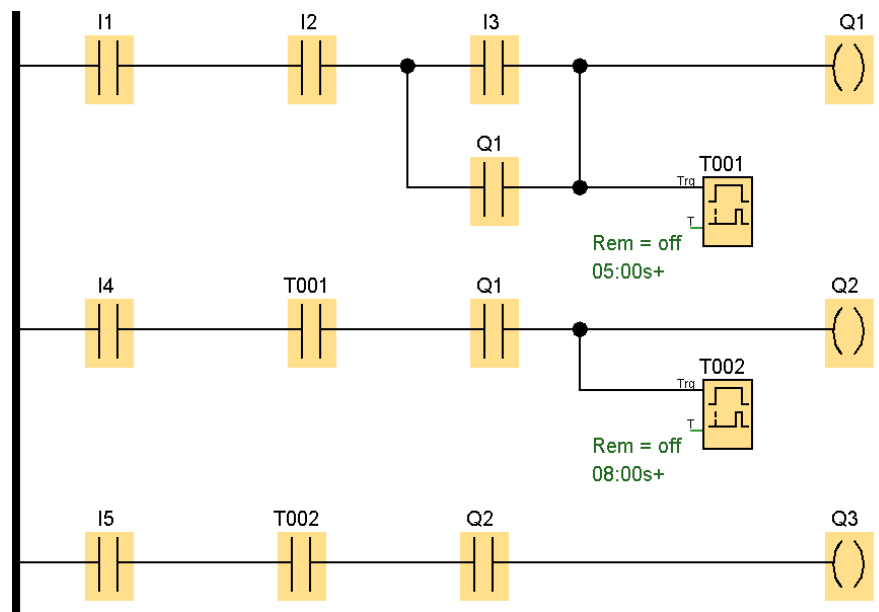 I1 I2 I3 Q1
Q1 T001
Trg
T
Rem = off
05:00s+
I4 T001 Q1 Q2
T002
Trg
T
Rem = off
08:00s+
I5 T002 Q2 Q3